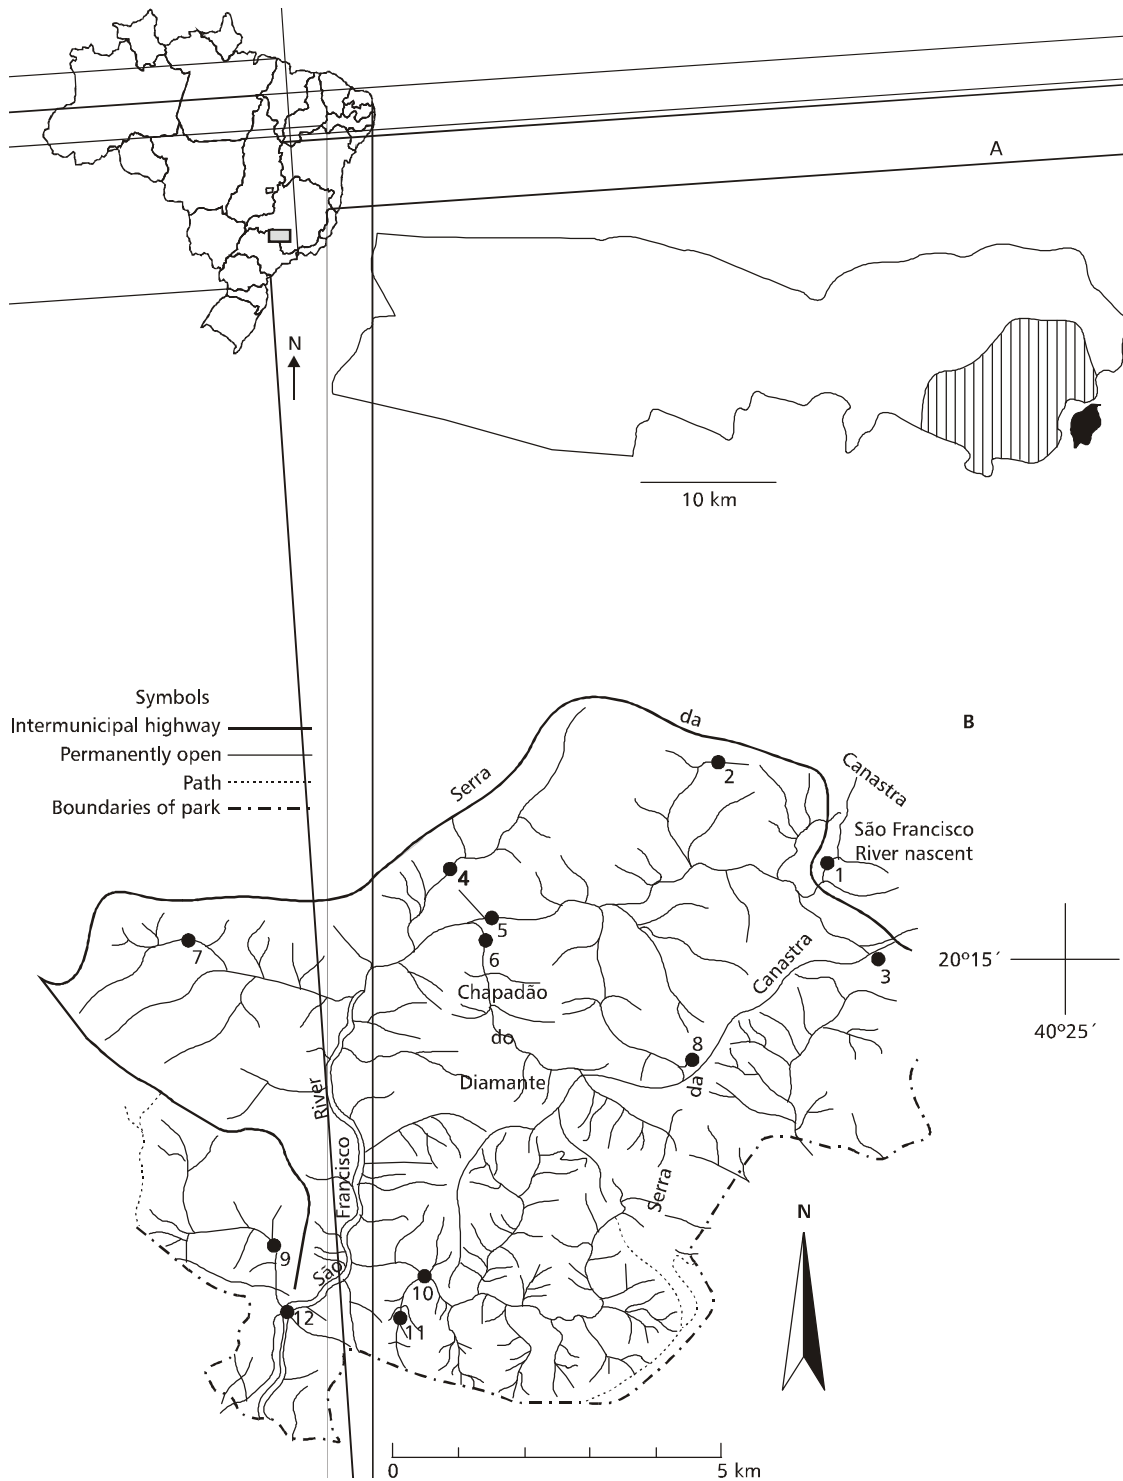 A
N
10 km
Symbols
Intermunicipal highway
Permanently open
Path
Boundaries of park
B
Serra
da
Canastra
São Francisco
River nascent
2
1
4
5
6
7
3
Canastra
20º15´
40º25´
Chapadão
do
Diamante
8
da
Serra
River
Francisco
São
N
9
10
11
12
0
5 km